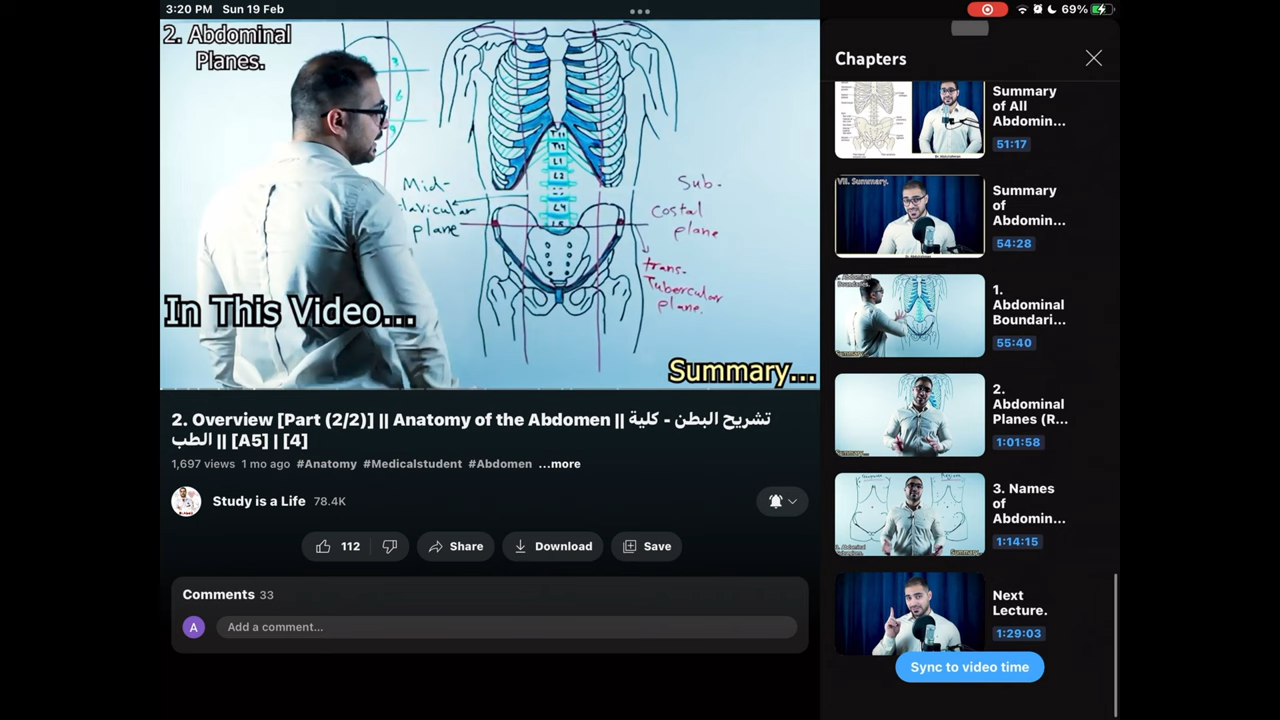 3:20 PM Sun 19 Feb
69%
2. Abdominal
Planes.
T12
L1
L2
L4
L5
Mid-
clavicular
plane
Sub-
Costal
plane
trans-
Tubercular
plane.
In This Video...
Summary...
2. Overview [Part (2/2)] || Anatomy of the Abdomen || تشريح البطن - كلية
الطب || [A5] | [4]
1,697 views 1 mo ago #Anatomy #Medicalstudent #Abdomen ...more
Study is a Life 78.4K
112
Share
Download
Save
Comments 33
A
Add a comment...
Chapters
Summary
of All
Abdomin...
51:17
VII. Summary.
Summary
of
Abdomin...
54:28
1.
Abdominal
Boundari...
55:40
2.
Abdominal
Planes (R...
1:01:58
3. Names
of
Abdomin...
1:14:15
Next
Lecture.
1:29:03
Sync to video time